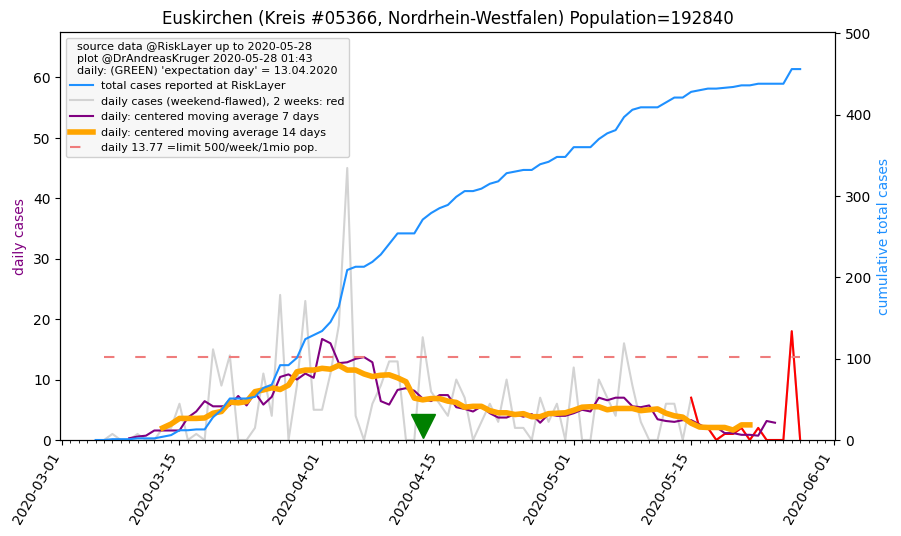 Euskirchen (Kreis #05366, Nordrhein-Westfalen) Population=192840
source data @RiskLayer up to 2020-05-28
plot @DrAndreasKruger 2020-05-28 01:43
daily: (GREEN) 'expectation day' = 13.04.2020
total cases reported at RiskLayer
daily cases (weekend-flawed), 2 weeks: red
daily: centered moving average 7 days
daily: centered moving average 14 days
daily 13.77 =limit 500/week/1mio pop.
daily cases
60
50
40
30
20
10
0
cumulative total cases
500
400
300
200
100
0
2020-03-01
2020-03-15
2020-04-01
2020-04-15
2020-05-01
2020-05-15
2020-06-01